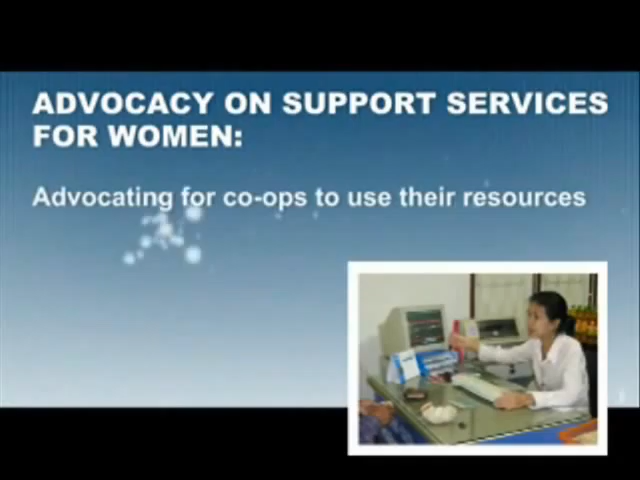 ADVOCACY ON SUPPORT SERVICES
FOR WOMEN:
Advocating for co-ops to use their resources